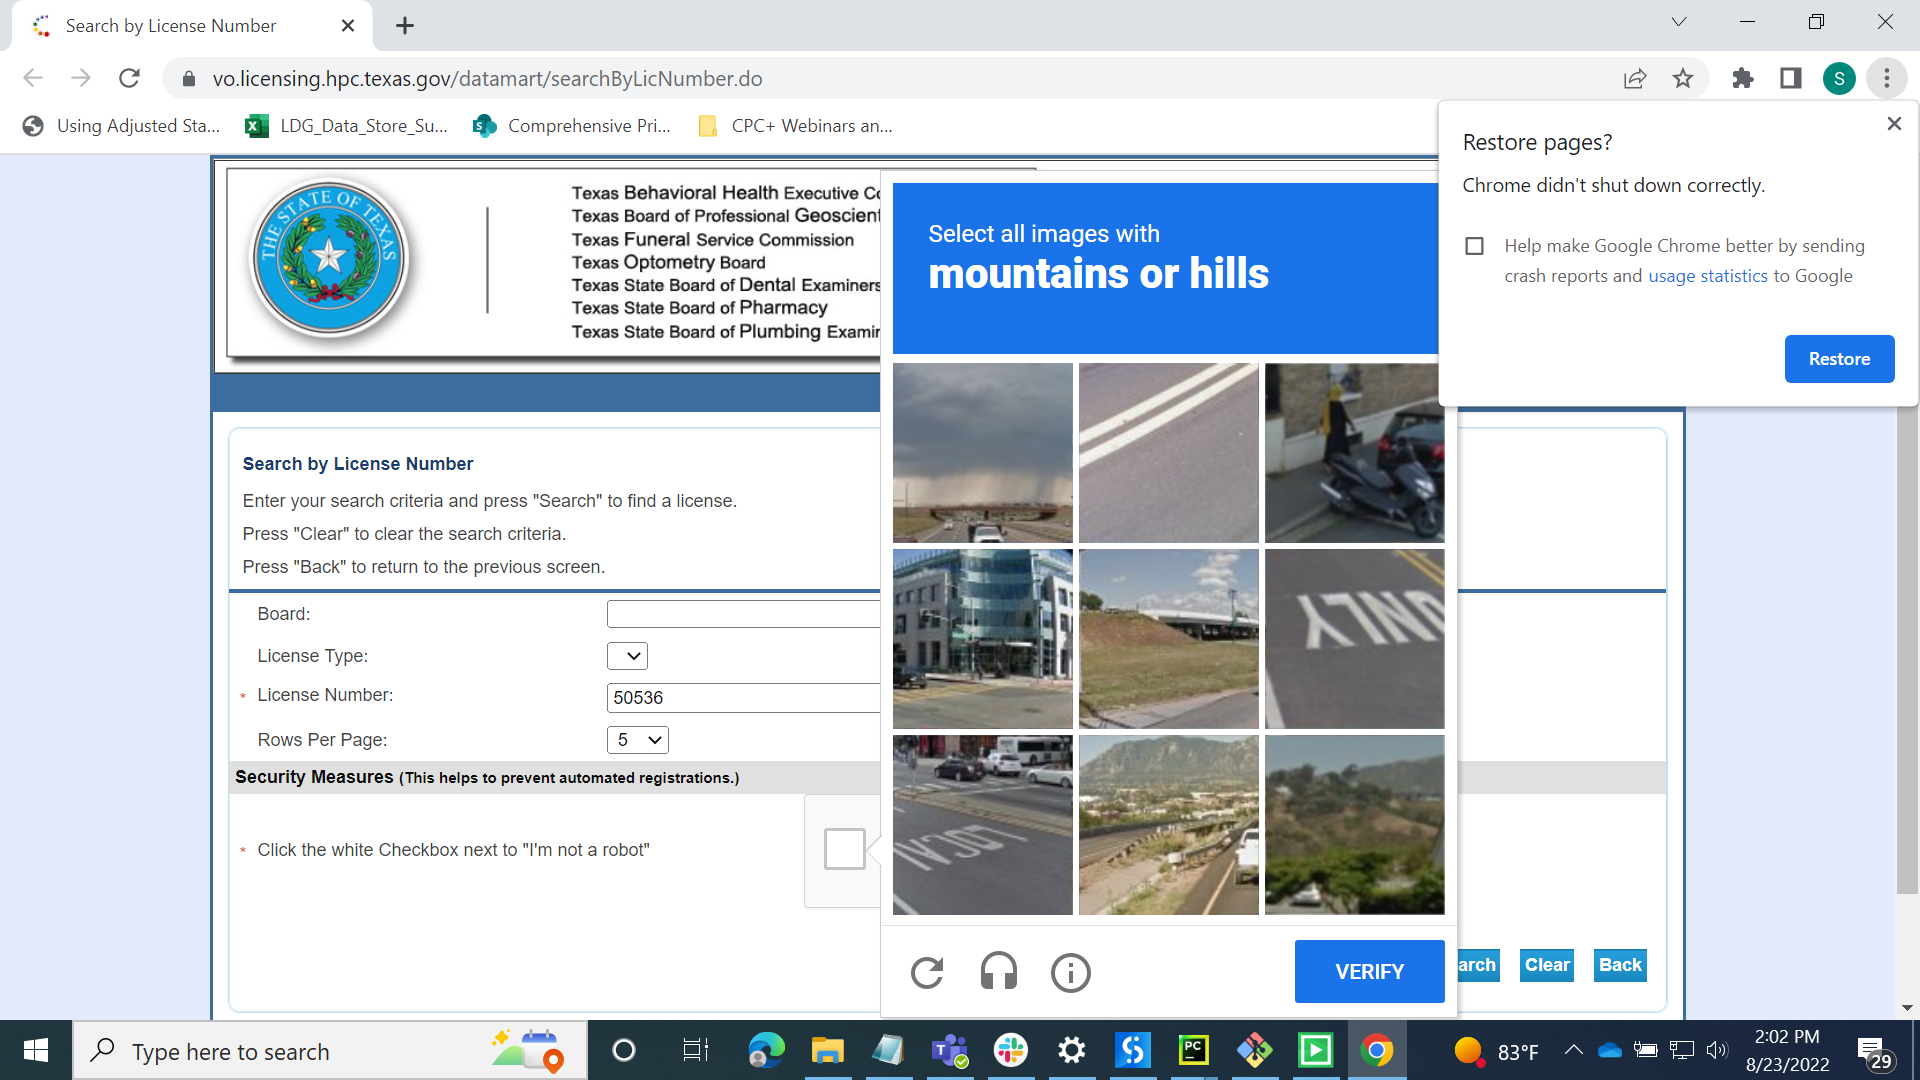 Search by License Number
vo.licensing.hpc.texas.gov/datamart/searchByLicNumber.do
S
Using Adjusted Sta...
LDG_Data_Store_Su...
Comprehensive Pri...
CPC+ Webinars an...
Restore pages?
Chrome didn't shut down correctly.
Help make Google Chrome better by sending
crash reports and usage statistics to Google
Restore
THE STATE OF TEXAS
Texas Behavioral Health Executive Co
Texas Board of Professional Geoscient
Texas Funeral Service Commission
Texas Optometry Board
Texas State Board of Dental Examiners
Texas State Board of Pharmacy
Texas State Board of Plumbing Examin
Select all images with
mountains or hills
ONLY
LOCAL
VERIFY
Search by License Number
Enter your search criteria and press "Search" to find a license.
Press "Clear" to clear the search criteria.
Press "Back" to return to the previous screen.
Board:
License Type:
* License Number:
50536
Rows Per Page:
5
Security Measures (This helps to prevent automated registrations.)
* Click the white Checkbox next to "I'm not a robot"
arch
Clear
Back
Type here to search
PC
83°F
2:02 PM
8/23/2022
29